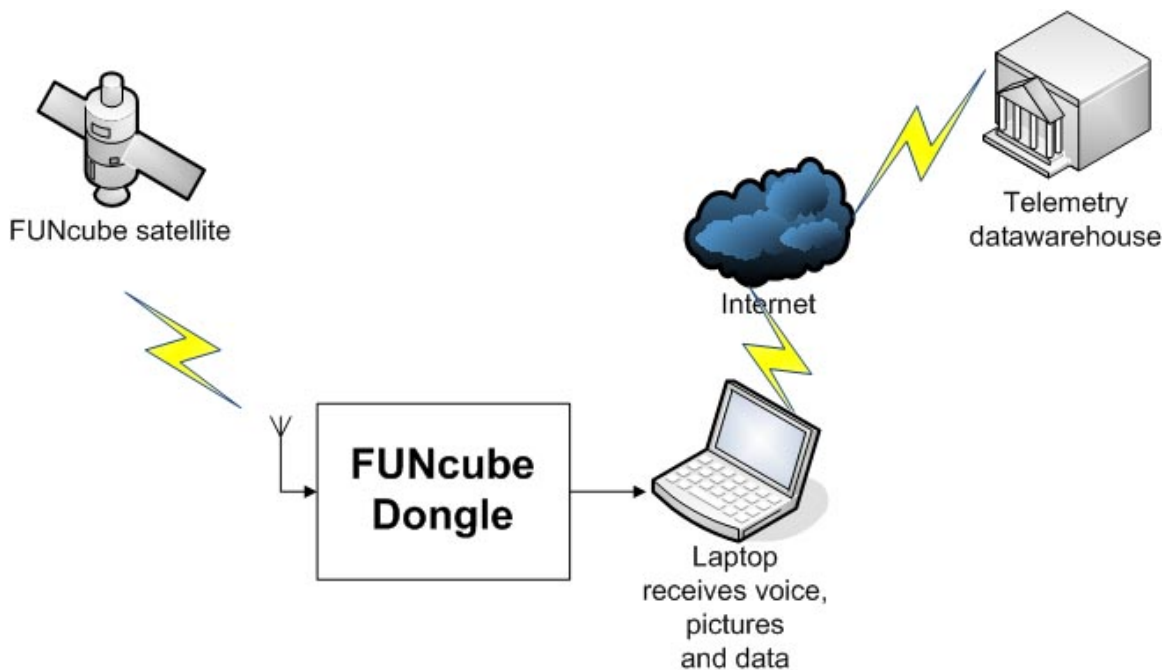 FUNcube satellite
Telemetry
datawarehouse
Internet
FUNcube
Dongle
Laptop
receives voice,
pictures
and data